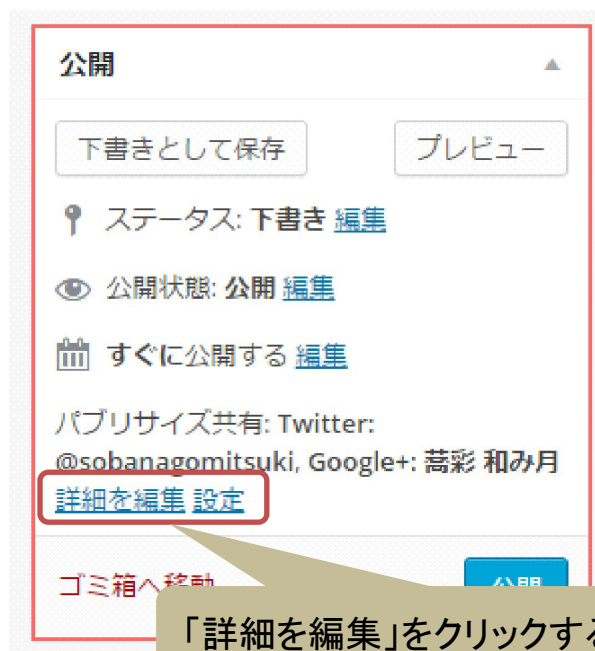 公開
下書きとして保存 プレビュー
ステータス: 下書き 編集
公開状態: 公開 編集
すぐに公開する 編集
パブリサイズ共有: Twitter:
@sobanagomitsuki, Google+: 蕎彩 和み月
詳細を編集 設定
ゴミ箱へ移動 公開
「詳細を編集」をクリックする